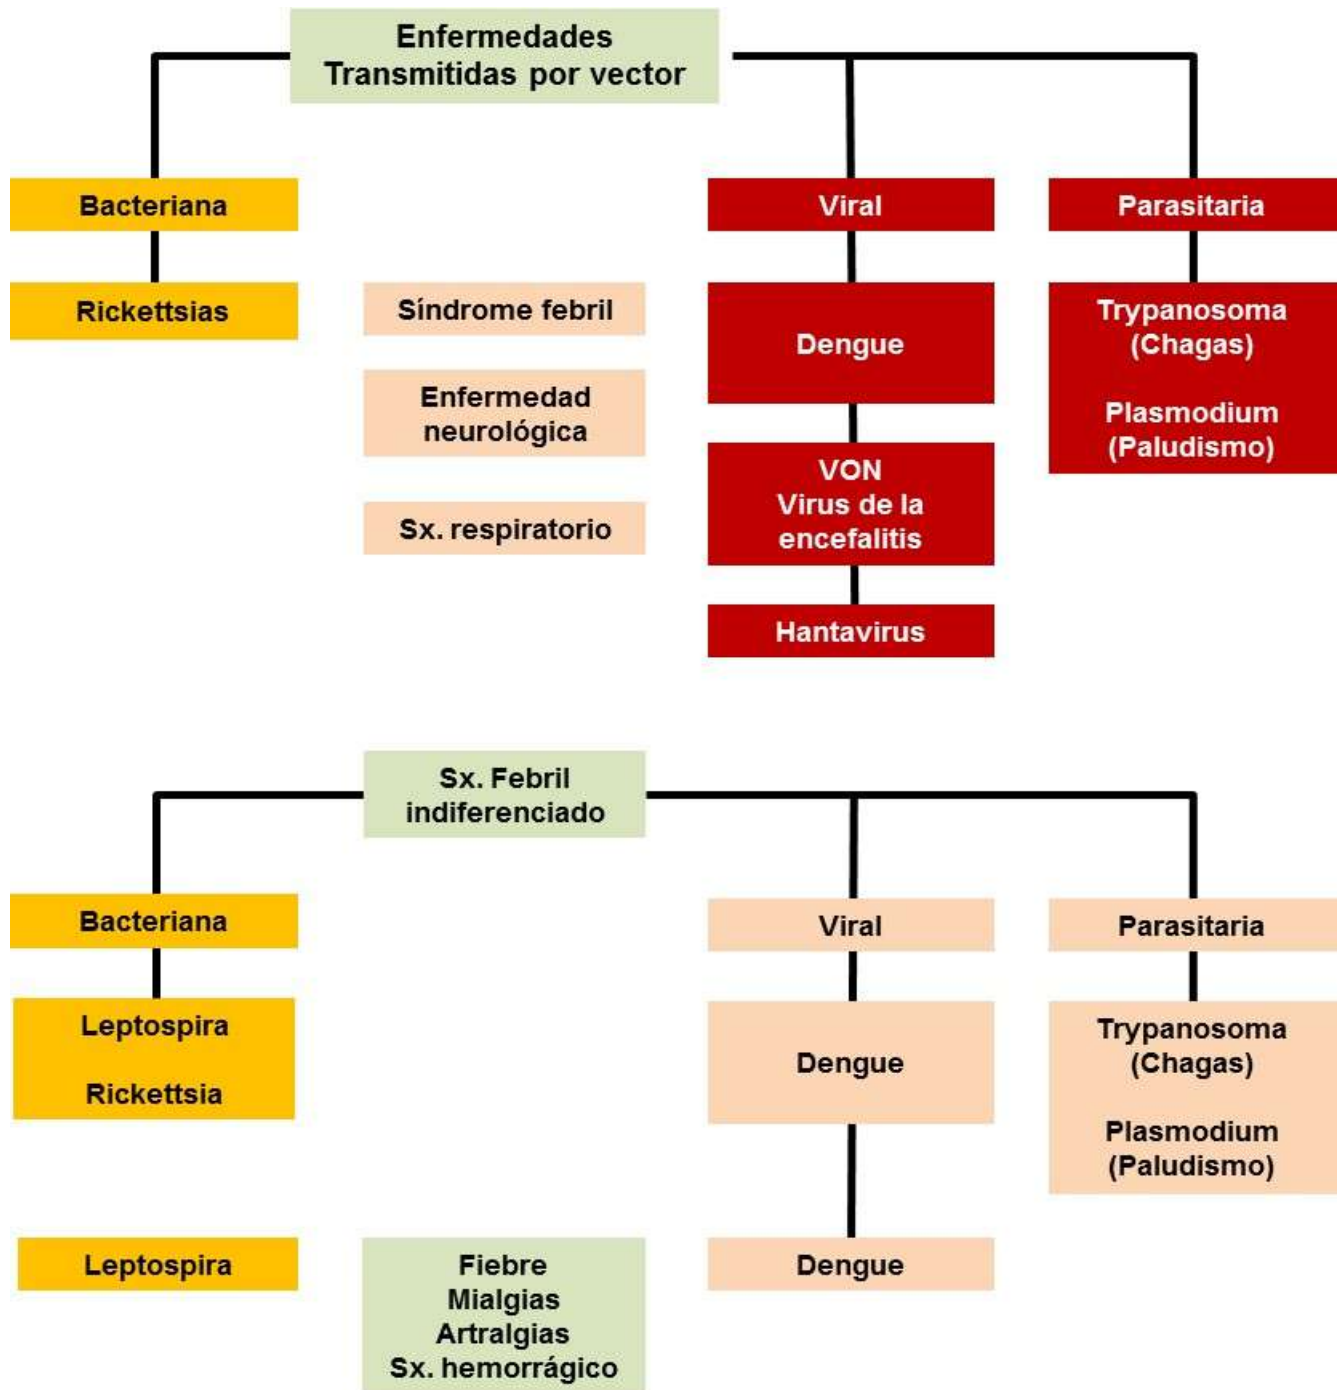 Enfermedades
Transmitidas por vector
Bacteriana
Viral
Parasitaria
Rickettsias
Síndrome febril
Dengue
Trypanosoma
(Chagas)
Plasmodium
(Paludismo)
Enfermedad
neurológica
VON
Virus de la
encefalitis
Sx. respiratorio
Hantavirus
Sx. Febril
indiferenciado
Bacteriana
Viral
Parasitaria
Leptospira
Rickettsia
Dengue
Trypanosoma
(Chagas)
Plasmodium
(Paludismo)
Leptospira
Fiebre
Mialgias
Artralgias
Sx. hemorrágico
Dengue